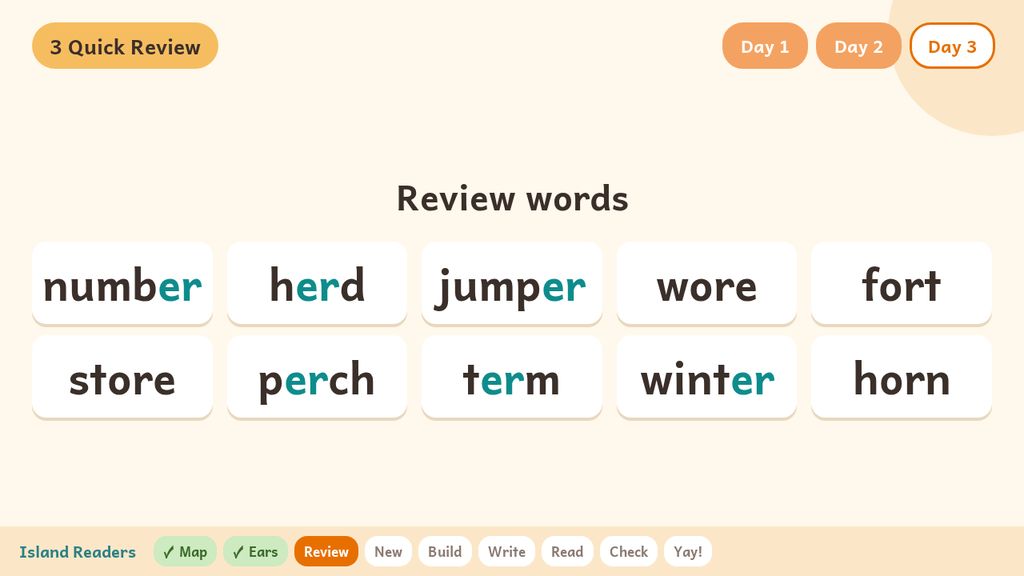 3 Quick Review
Day 1 Day 2 Day 3
Review words
number herd jumper wore fort
store perch term winter horn
Island Readers ✓ Map ✓ Ears Review New Build Write Read Check Yay!